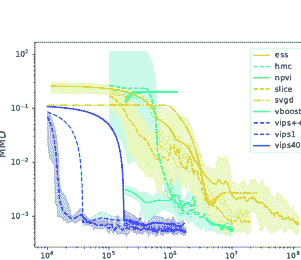 10⁰
10⁻¹
10⁻²
10⁻³
MMD
10⁴
10⁵
10⁶
10⁷
10⁸
ess
hmc
npvi
slice
svgd
vboost
vips++
vips1
vips40